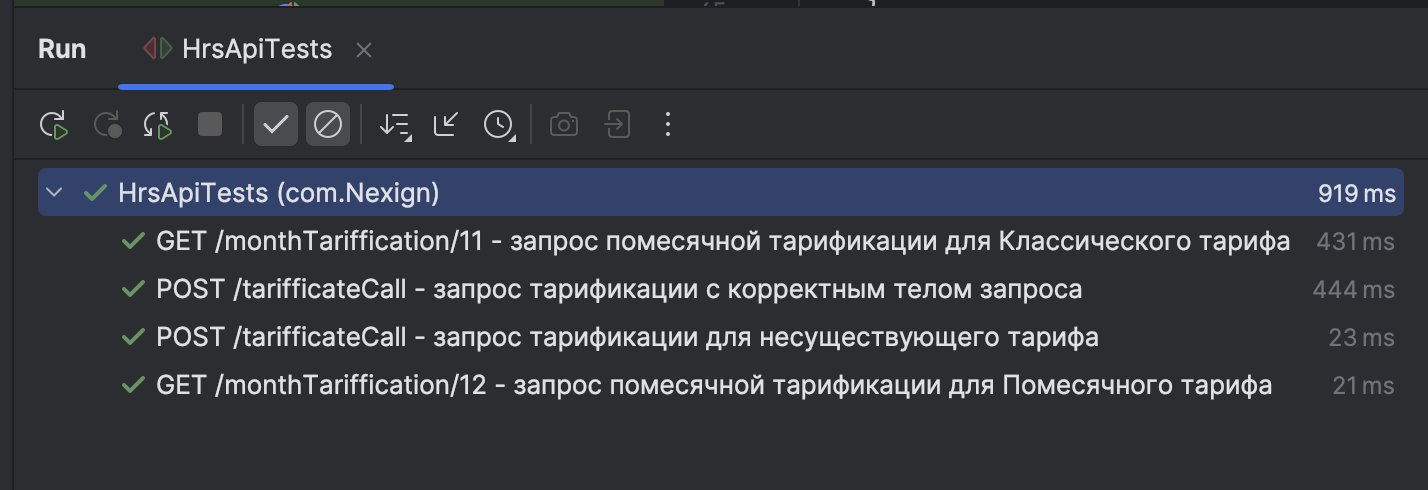 Run HrsApiTests
HrsApiTests (com.Nexign) 919 ms
GET /monthTariffication/11 - запрос помесячной тарификации для Классического тарифа 431 ms
POST /tarifficateCall - запрос тарификации с корректным телом запроса 444 ms
POST /tarifficateCall - запрос тарификации для несуществующего тарифа 23 ms
GET /monthTariffication/12 - запрос помесячной тарификации для Помесячного тарифа 21 ms